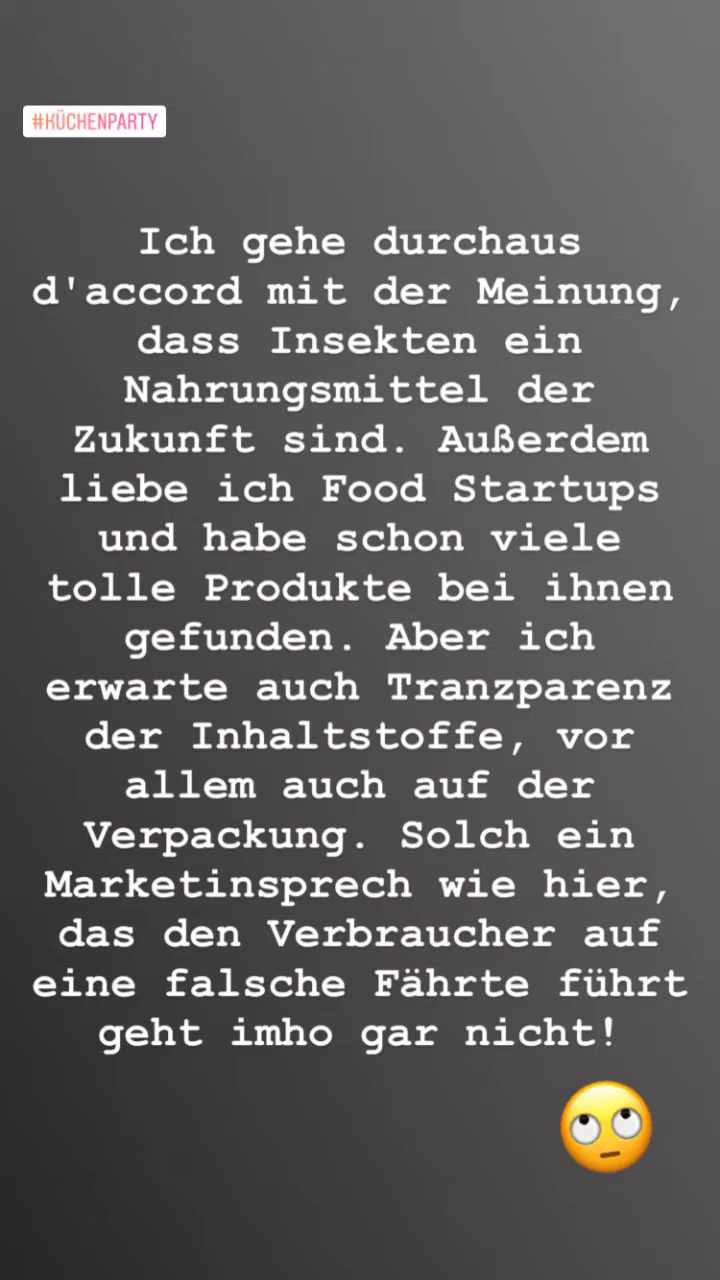 #KÜCHENPARTY
Ich gehe durchaus
d'accord mit der Meinung,
dass Insekten ein
Nahrungsmittel der
Zukunft sind. Außerdem
liebe ich Food Startups
und habe schon viele
tolle Produkte bei ihnen
gefunden. Aber ich
erwarte auch Tranzparenz
der Inhaltstoffe, vor
allem auch auf der
Verpackung. Solch ein
Marketinsprech wie hier,
das den Verbraucher auf
eine falsche Fährte führt
geht imho gar nicht!